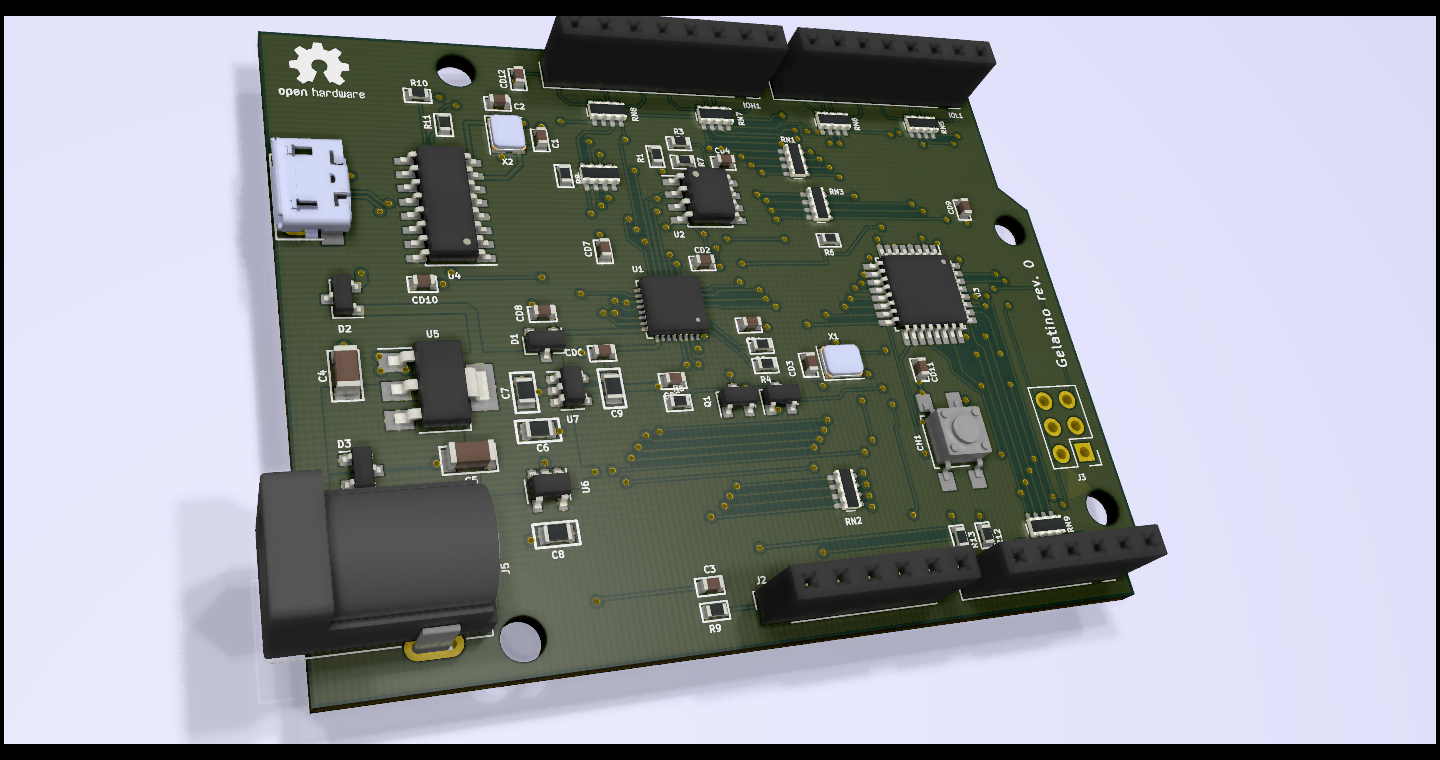 open hardware
R10
CD12
C2
R11
C1
X2
RN8
IOH1
RN7
IOL1
RN6
RN5
R3
R1
R7
CD4
RN1
U2
RN3
R6
CD9
CD7
CD2
U1
U4
CD10
D2
CD8
D1
U5
X1
CD3
CD11
Gelatino rev. 0
C4
C7
U7
C9
R4
Q1
C6
CH1
D3
U6
RN2
J3
C8
RN9
J5
C3
R9
J2